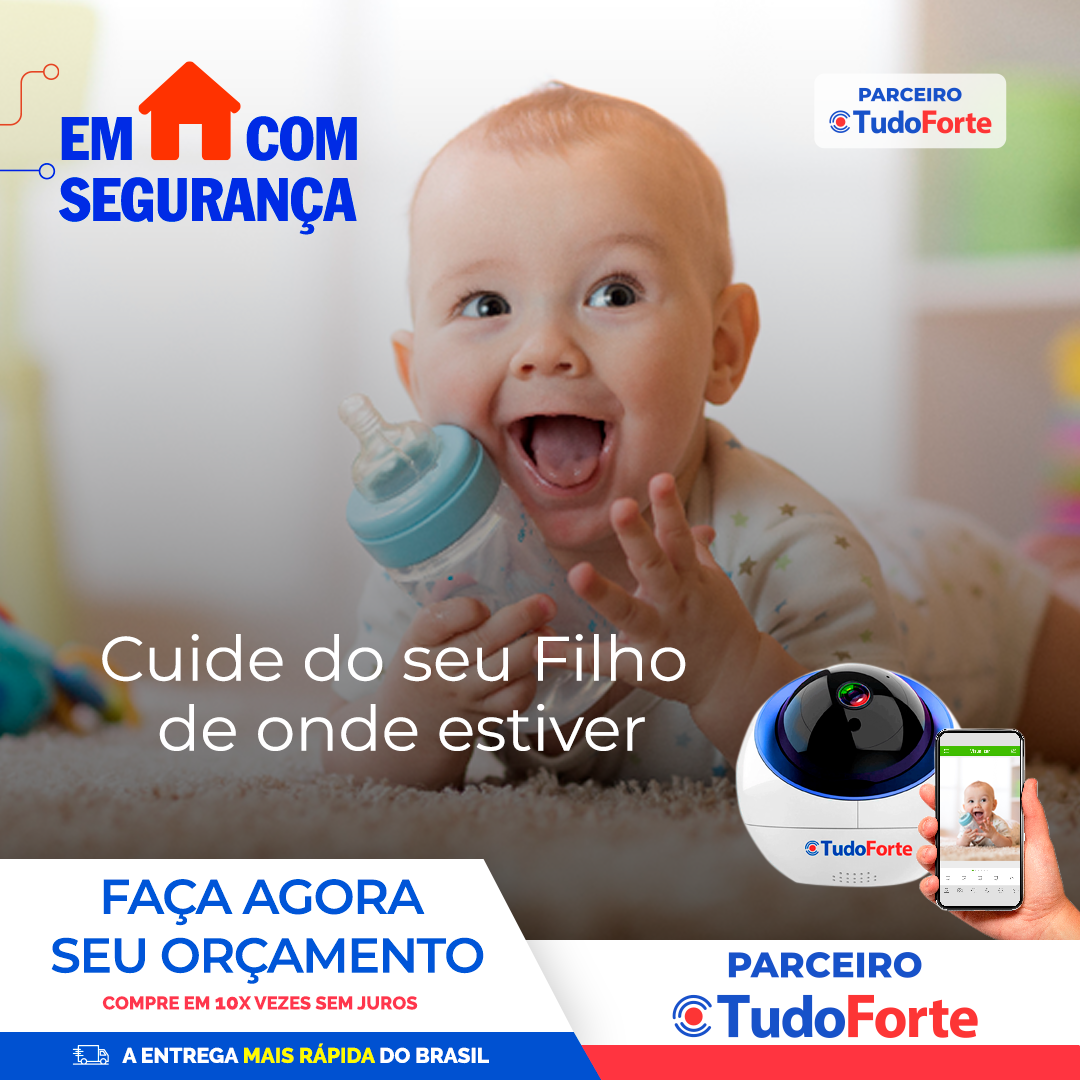 EM COM
SEGURANÇA
PARCEIRO
TudoForte
Cuide do seu Filho
de onde estiver
TudoForte
FAÇA AGORA
SEU ORÇAMENTO
COMPRE EM 10X VEZES SEM JUROS
A ENTREGA MAIS RÁPIDA DO BRASIL
PARCEIRO
TudoForte